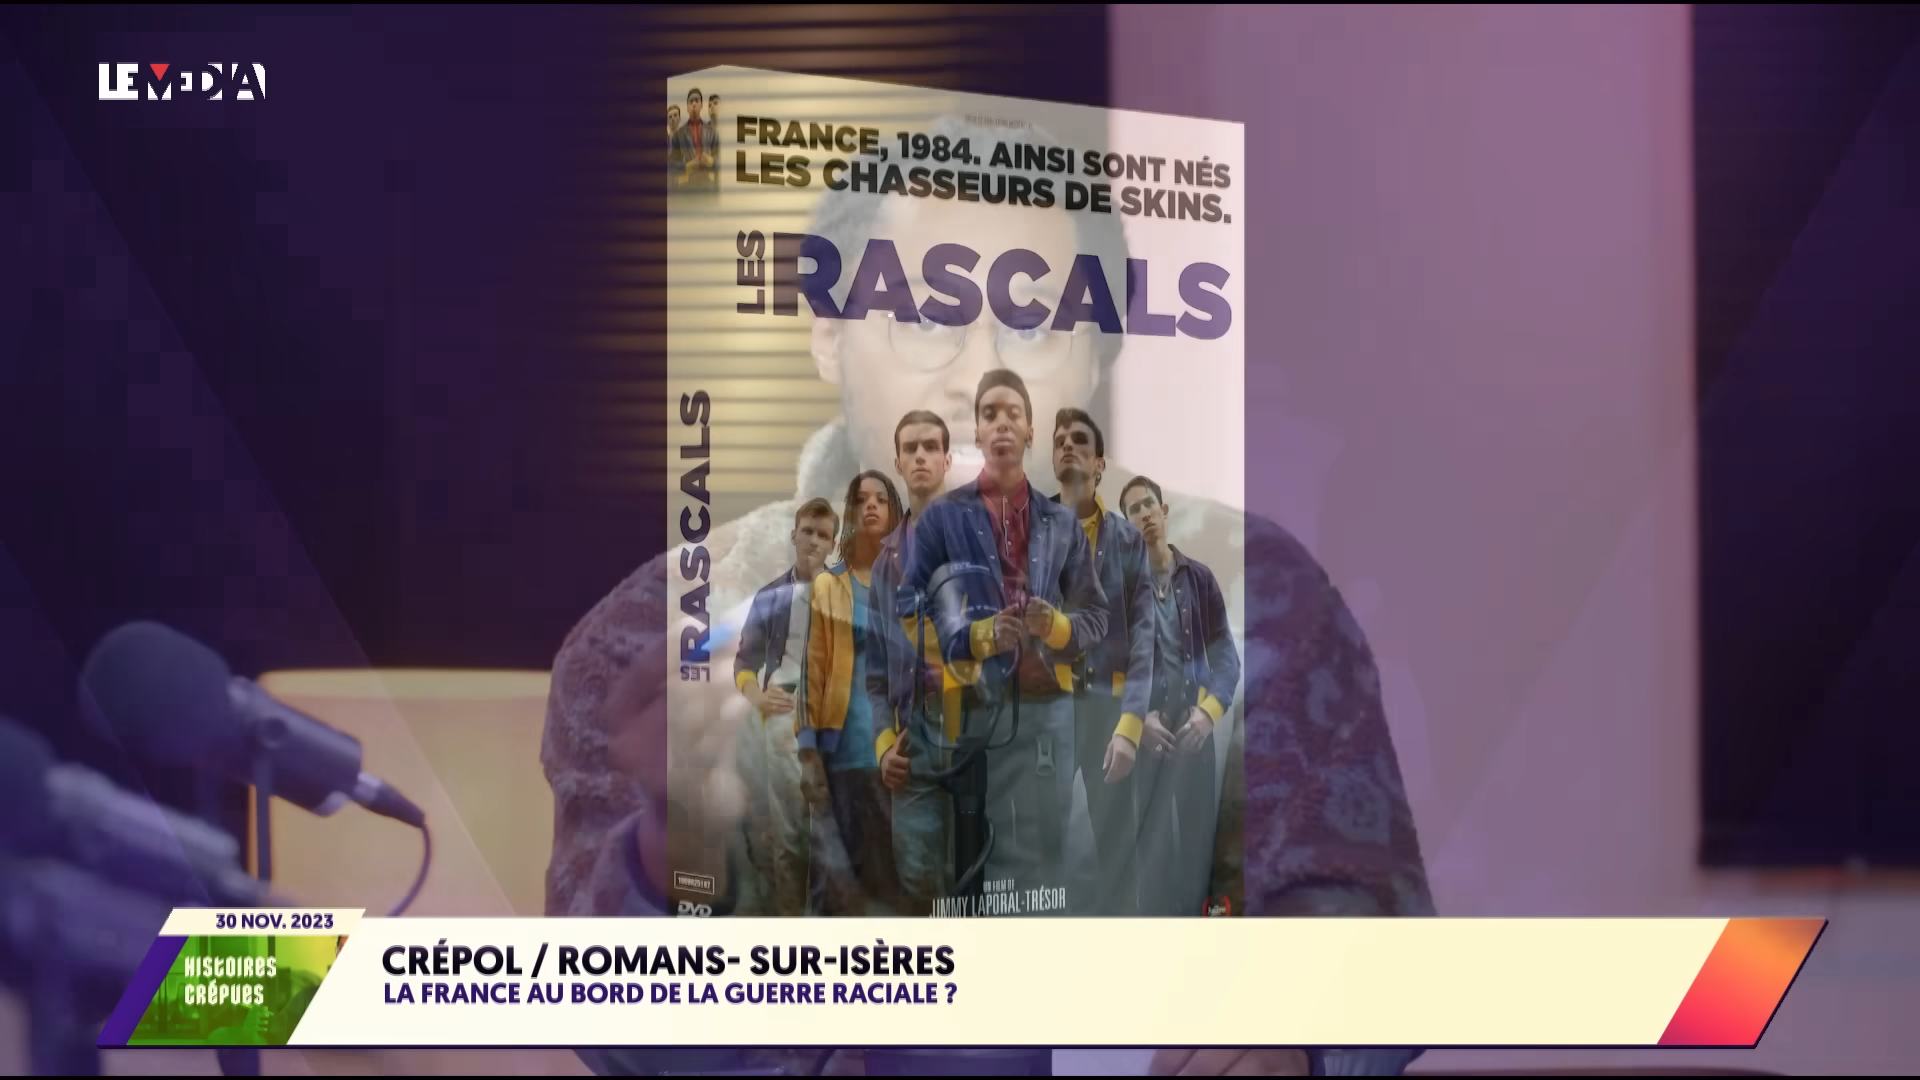 LE MEDIA
FRANCE, 1984. AINSI SONT NÉS
LES CHASSEURS DE SKINS.
LES RASCALS
LES RASCALS
UN FILM DE
JIMMY LAPORAL-TRÉSOR
DVD
30 NOV. 2023
HISTOIRES
CRÉPUES
CRÉPOL / ROMANS- SUR-ISÈRES
LA FRANCE AU BORD DE LA GUERRE RACIALE ?